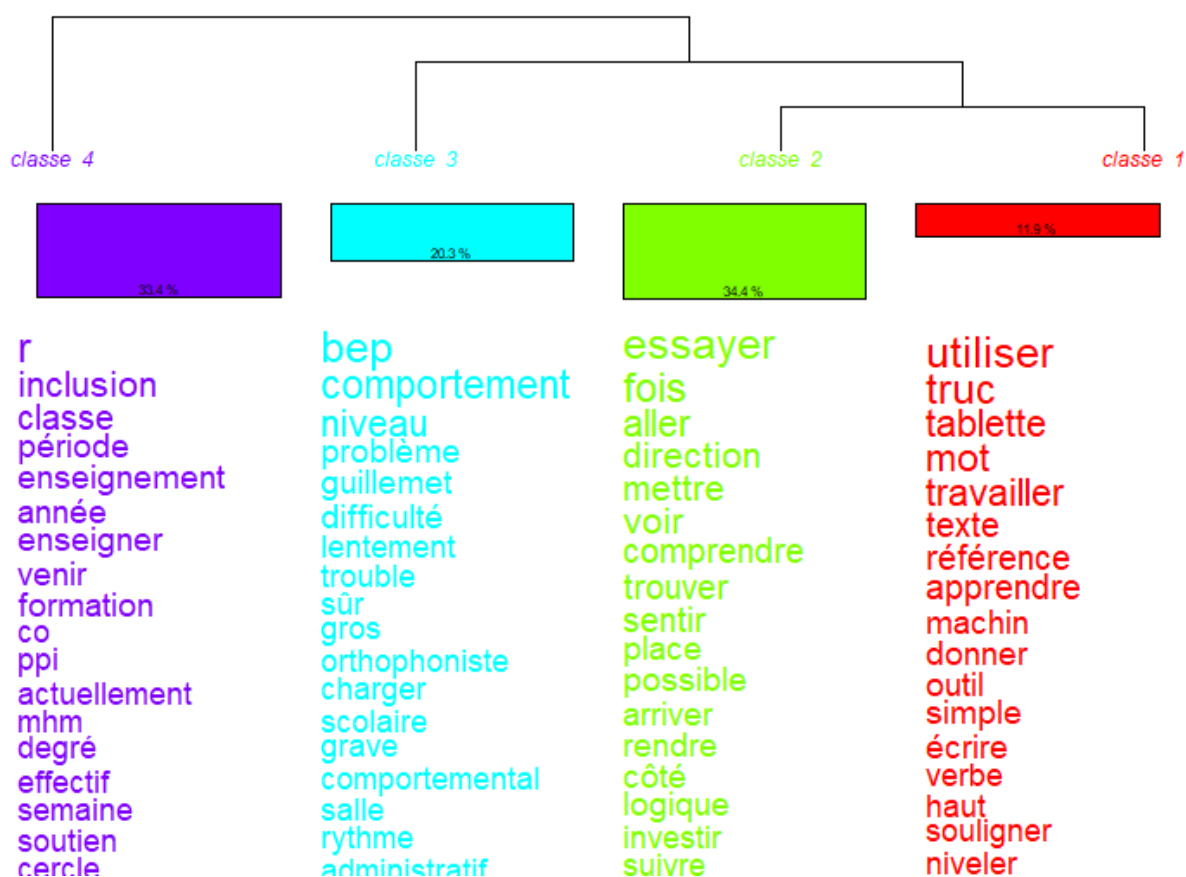 classe 4
classe 3
classe 2
classe 1
33.4 %
20.3 %
34.4 %
11.9 %
r
inclusion
classe
période
enseignement
année
enseigner
venir
formation
co
ppi
actuellement
mhm
degré
effectif
semaine
soutien
cercle
bep
comportement
niveau
problème
guillemet
difficulté
lentement
trouble
sûr
gros
orthophoniste
charger
scolaire
grave
comportemental
salle
rythme
administratif
essayer
fois
aller
direction
mettre
voir
comprendre
trouver
sentir
place
possible
arriver
rendre
côté
logique
investir
suivre
utiliser
truc
tablette
mot
travailler
texte
référence
apprendre
machin
donner
outil
simple
écrire
verbe
haut
souligner
niveler